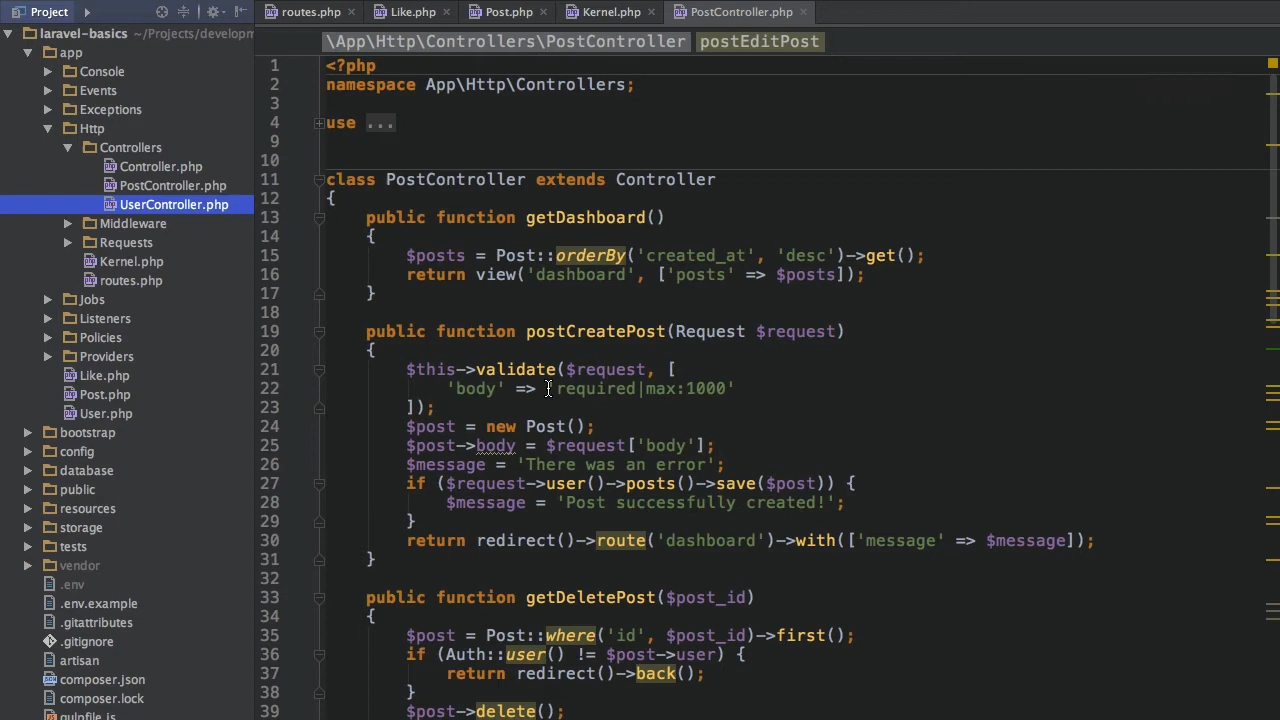 Project
routes.php
Like.php
Post.php
Kernel.php
PostController.php
laravel-basics ~/Projects/developm
app
Console
Events
Exceptions
Http
Controllers
Controller.php
PostController.php
UserController.php
Middleware
Requests
Kernel.php
routes.php
Jobs
Listeners
Policies
Providers
Like.php
Post.php
User.php
bootstrap
config
database
public
resources
storage
tests
vendor
.env
.env.example
.gitattributes
.gitignore
artisan
composer.json
composer.lock
gulpfile.js
\App\Http\Controllers\PostController postEditPost
1 <?php
2 namespace App\Http\Controllers;
3
4 use ...
9
10
11 class PostController extends Controller
12 {
13 public function getDashboard()
14 {
15 $posts = Post::orderBy('created_at', 'desc')->get();
16 return view('dashboard', ['posts' => $posts]);
17 }
18
19 public function postCreatePost(Request $request)
20 {
21 $this->validate($request, [
22 'body' => 'required|max:1000'
23 ]);
24 $post = new Post();
25 $post->body = $request['body'];
26 $message = 'There was an error';
27 if ($request->user()->posts()->save($post)) {
28 $message = 'Post successfully created!';
29 }
30 return redirect()->route('dashboard')->with(['message' => $message]);
31 }
32
33 public function getDeletePost($post_id)
34 {
35 $post = Post::where('id', $post_id)->first();
36 if (Auth::user() != $post->user) {
37 return redirect()->back();
38 }
39 $post->delete();